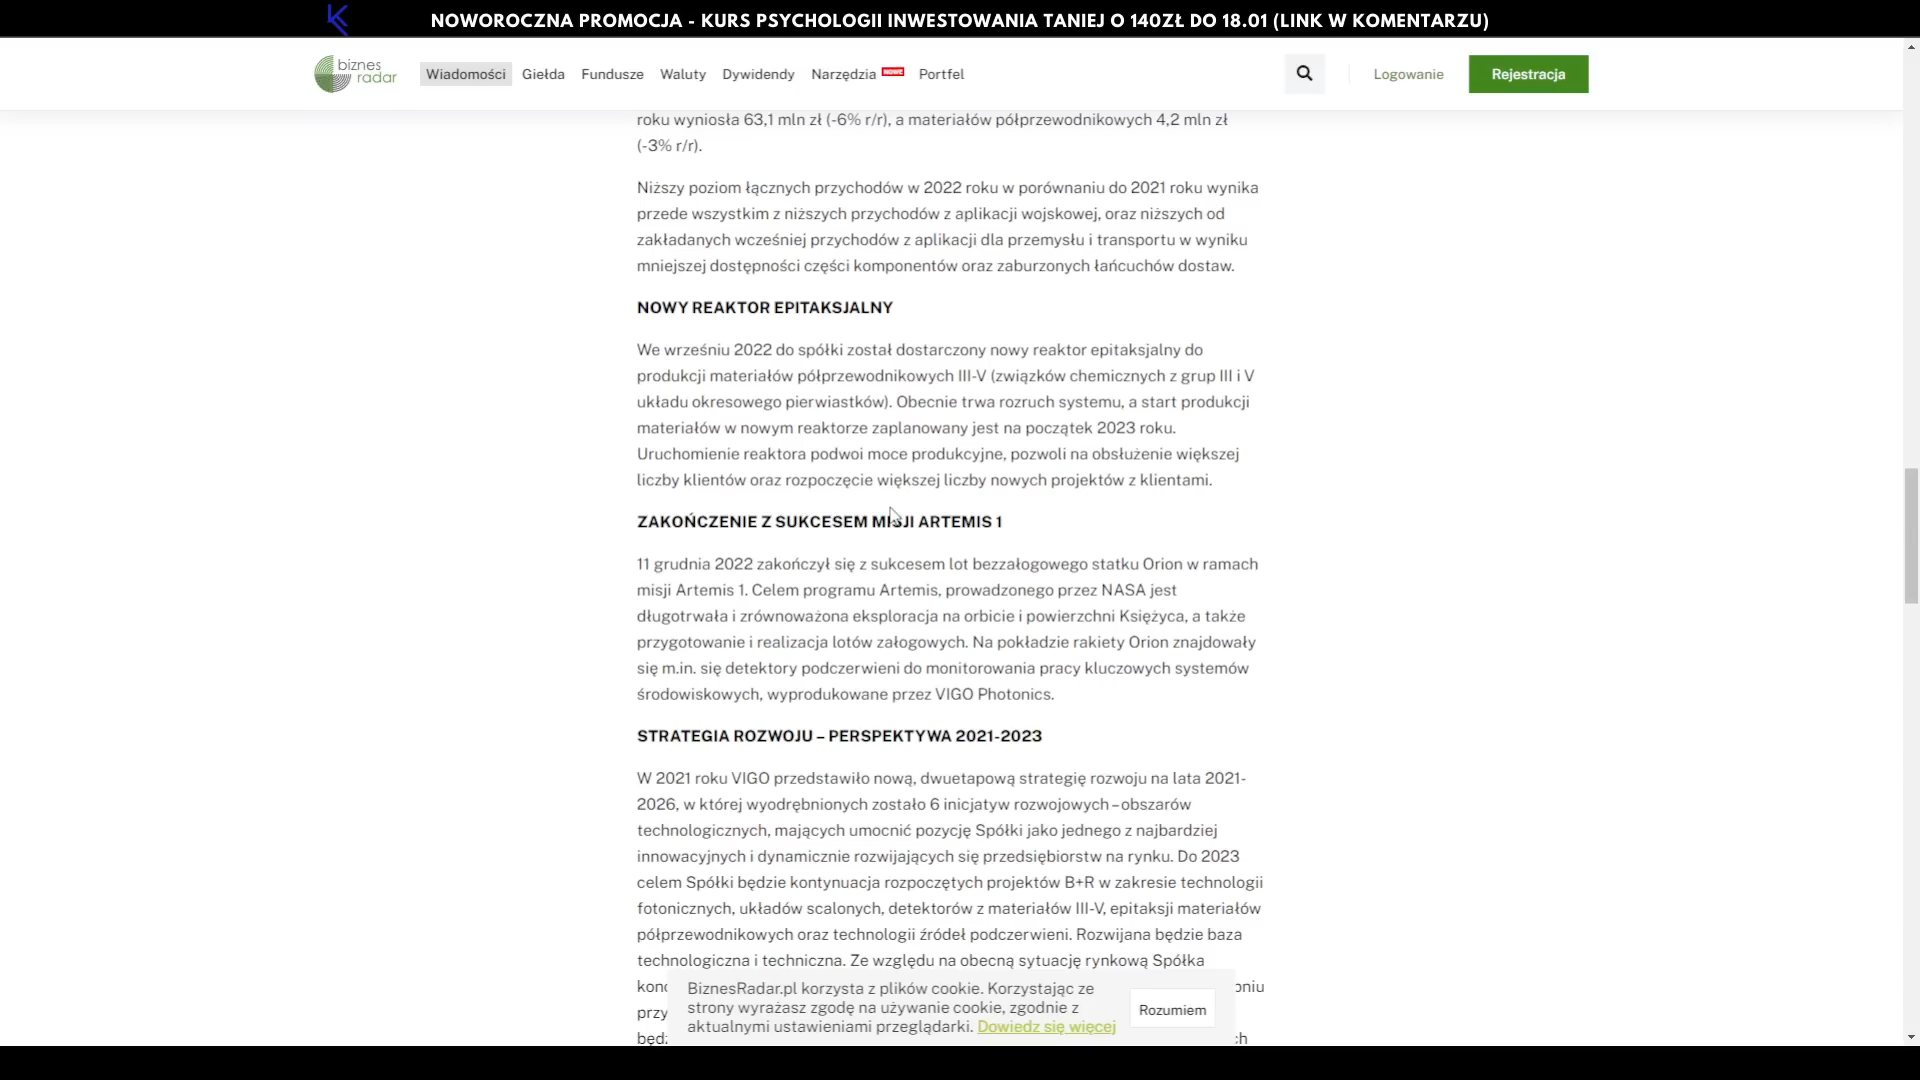 NOWOROCZNA PROMOCJA - KURS PSYCHOLOGII INWESTOWANIA TANIEJ O 140ZŁ DO 18.01 (LINK W KOMENTARZU)
biznes
radar
Wiadomości Giełda Fundusze Waluty Dywidendy Narzędzia NOWE Portfel
Logowanie
Rejestracja
roku wyniosła 63,1 mln zł (-6% r/r), a materiałów półprzewodnikowych 4,2 mln zł
(-3% r/r).
Niższy poziom łącznych przychodów w 2022 roku w porównaniu do 2021 roku wynika
przede wszystkim z niższych przychodów z aplikacji wojskowej, oraz niższych od
zakładanych wcześniej przychodów z aplikacji dla przemysłu i transportu w wyniku
mniejszej dostępności części komponentów oraz zaburzonych łańcuchów dostaw.
NOWY REAKTOR EPITAKSJALNY
We wrześniu 2022 do spółki został dostarczony nowy reaktor epitaksjalny do
produkcji materiałów półprzewodnikowych III-V (związków chemicznych z grup III i V
układu okresowego pierwiastków). Obecnie trwa rozruch systemu, a start produkcji
materiałów w nowym reaktorze zaplanowany jest na początek 2023 roku.
Uruchomienie reaktora podwoi moce produkcyjne, pozwoli na obsłużenie większej
liczby klientów oraz rozpoczęcie większej liczby nowych projektów z klientami.
ZAKOŃCZENIE Z SUKCESEM MISJI ARTEMIS 1
11 grudnia 2022 zakończył się z sukcesem lot bezzałogowego statku Orion w ramach
misji Artemis 1. Celem programu Artemis, prowadzonego przez NASA jest
długotrwała i zrównoważona eksploracja na orbicie i powierzchni Księżyca, a także
przygotowanie i realizacja lotów załogowych. Na pokładzie rakiety Orion znajdowały
się m.in. się detektory podczerwieni do monitorowania pracy kluczowych systemów
środowiskowych, wyprodukowane przez VIGO Photonics.
STRATEGIA ROZWOJU – PERSPEKTYWA 2021-2023
W 2021 roku VIGO przedstawiło nową, dwuetapową strategię rozwoju na lata 2021-
2026, w której wyodrębnionych zostało 6 inicjatyw rozwojowych – obszarów
technologicznych, mających umocnić pozycję Spółki jako jednego z najbardziej
innowacyjnych i dynamicznie rozwijających się przedsiębiorstw na rynku. Do 2023
celem Spółki będzie kontynuacja rozpoczętych projektów B+R w zakresie technologii
fotonicznych, układów scalonych, detektorów z materiałów III-V, epitaksji materiałów
półprzewodnikowych oraz technologii źródeł podczerwieni. Rozwijana będzie baza
technologiczna i techniczna. Ze względu na obecną sytuację rynkową Spółka
BiznesRadar.pl korzysta z plików cookie. Korzystając ze
strony wyrażasz zgodę na używanie cookie, zgodnie z
aktualnymi ustawieniami przeglądarki. Dowiedz się więcej
Rozumiem